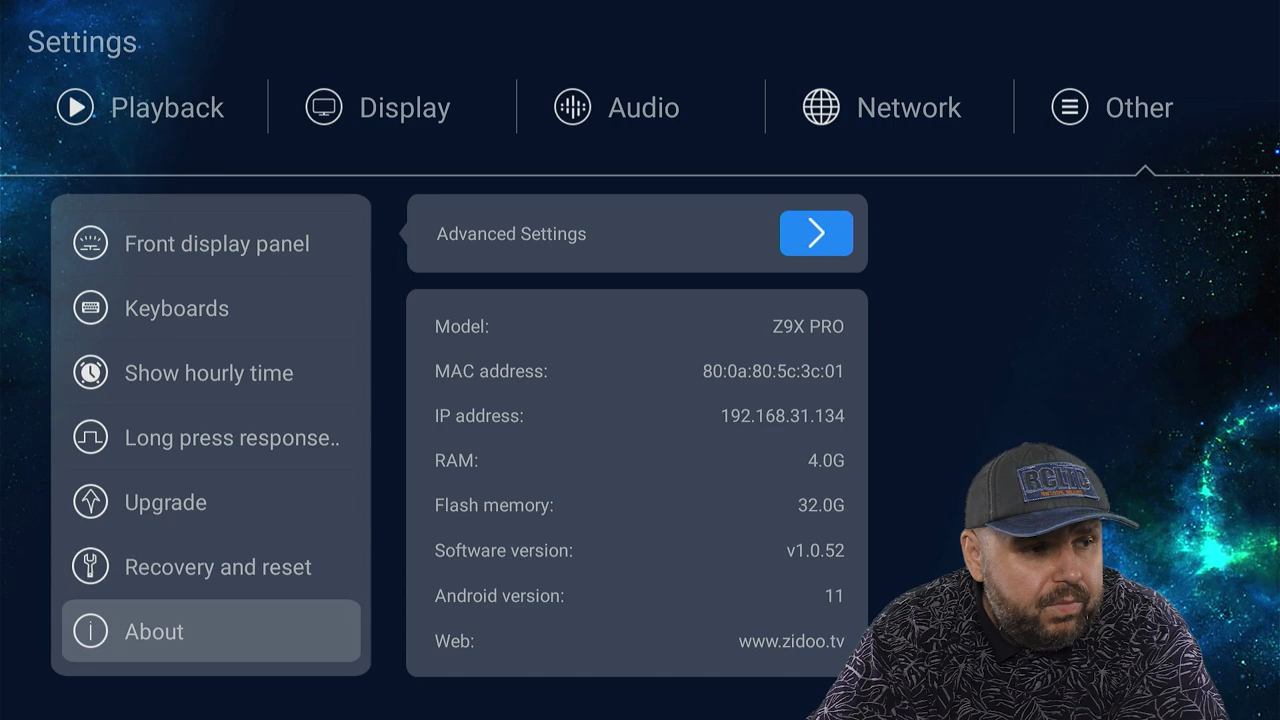 Settings
Playback
Display
Audio
Network
Other
Front display panel
Keyboards
Show hourly time
Long press response..
Upgrade
Recovery and reset
About
Advanced Settings
Model: Z9X PRO
MAC address: 80:0a:80:5c:3c:01
IP address: 192.168.31.134
RAM: 4.0G
Flash memory: 32.0G
Software version: v1.0.52
Android version: 11
Web: www.zidoo.tv